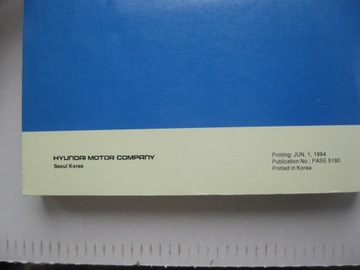 HYUNDAI MOTOR COMPANY
Seoul Korea
Printing: JUN. 1, 1994
Publication No.: PASE 5190
Printed in Korea